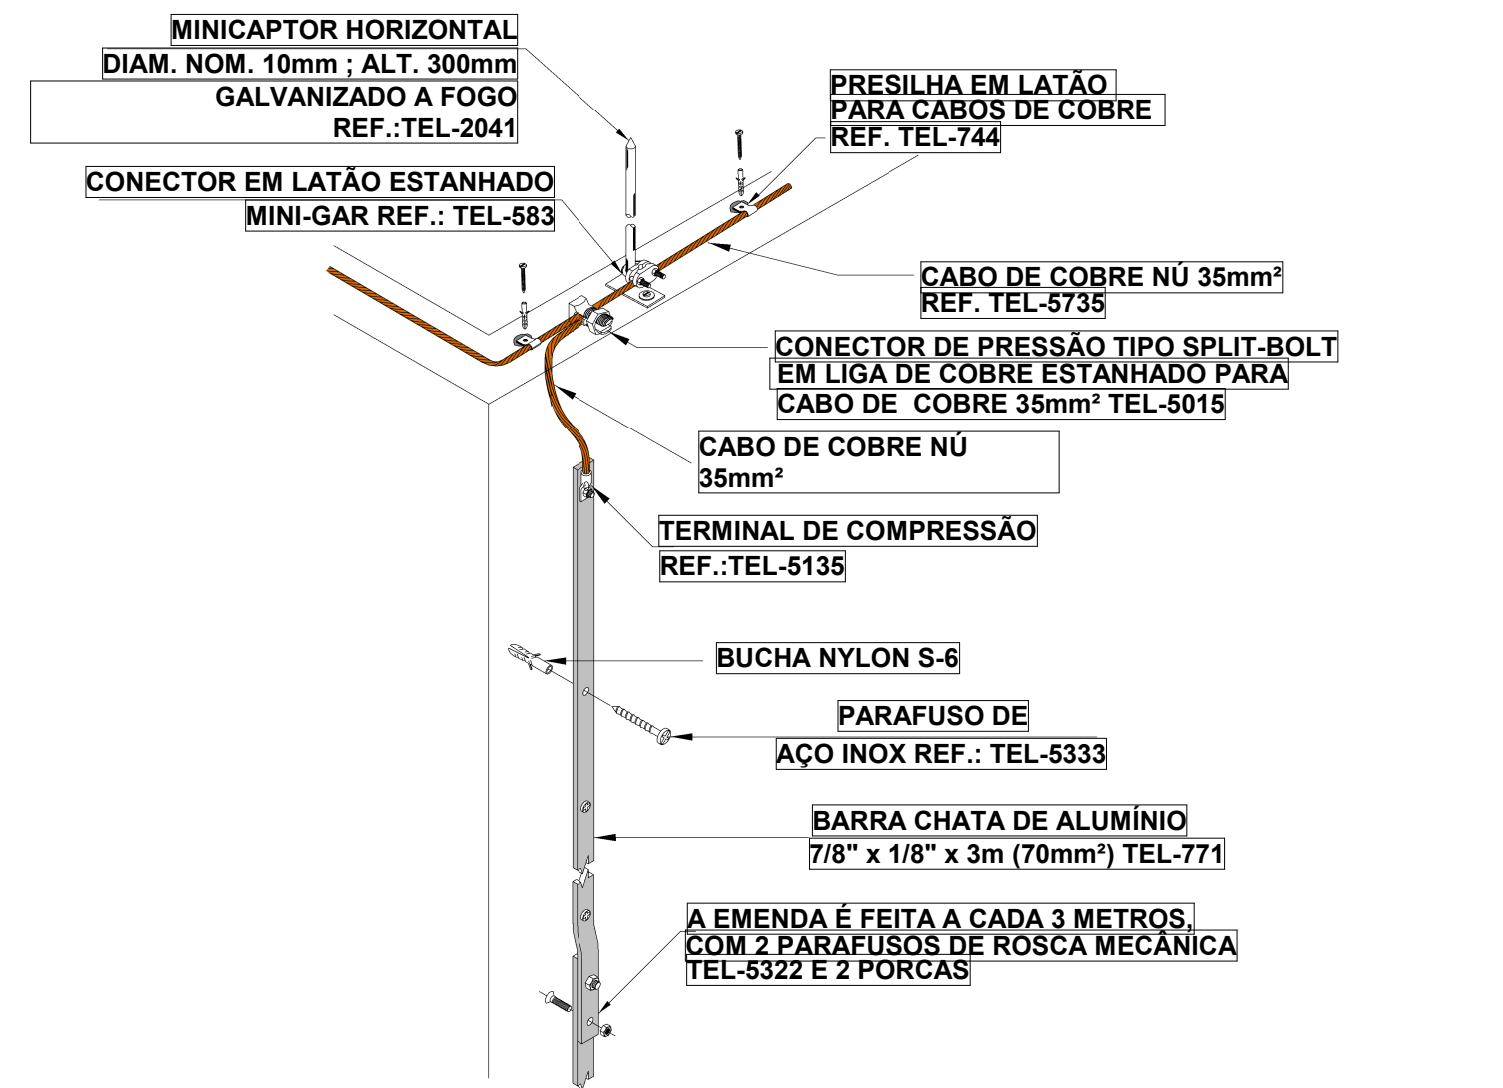 MINICAPTOR HORIZONTAL
DIAM. NOM. 10mm ; ALT. 300mm
GALVANIZADO A FOGO
REF.:TEL-2041
PRESILHA EM LATÃO
PARA CABOS DE COBRE
REF. TEL-744
CONECTOR EM LATÃO ESTANHADO
MINI-GAR REF.: TEL-583
CABO DE COBRE NÚ 35mm²
REF. TEL-5735
CONECTOR DE PRESSÃO TIPO SPLIT-BOLT
EM LIGA DE COBRE ESTANHADO PARA
CABO DE COBRE 35mm² TEL-5015
CABO DE COBRE NÚ
35mm²
TERMINAL DE COMPRESSÃO
REF.:TEL-5135
BUCHA NYLON S-6
PARAFUSO DE
AÇO INOX REF.: TEL-5333
BARRA CHATA DE ALUMÍNIO
7/8" x 1/8" x 3m (70mm²) TEL-771
A EMENDA É FEITA A CADA 3 METROS,
COM 2 PARAFUSOS DE ROSCA MECÂNICA
TEL-5322 E 2 PORCAS